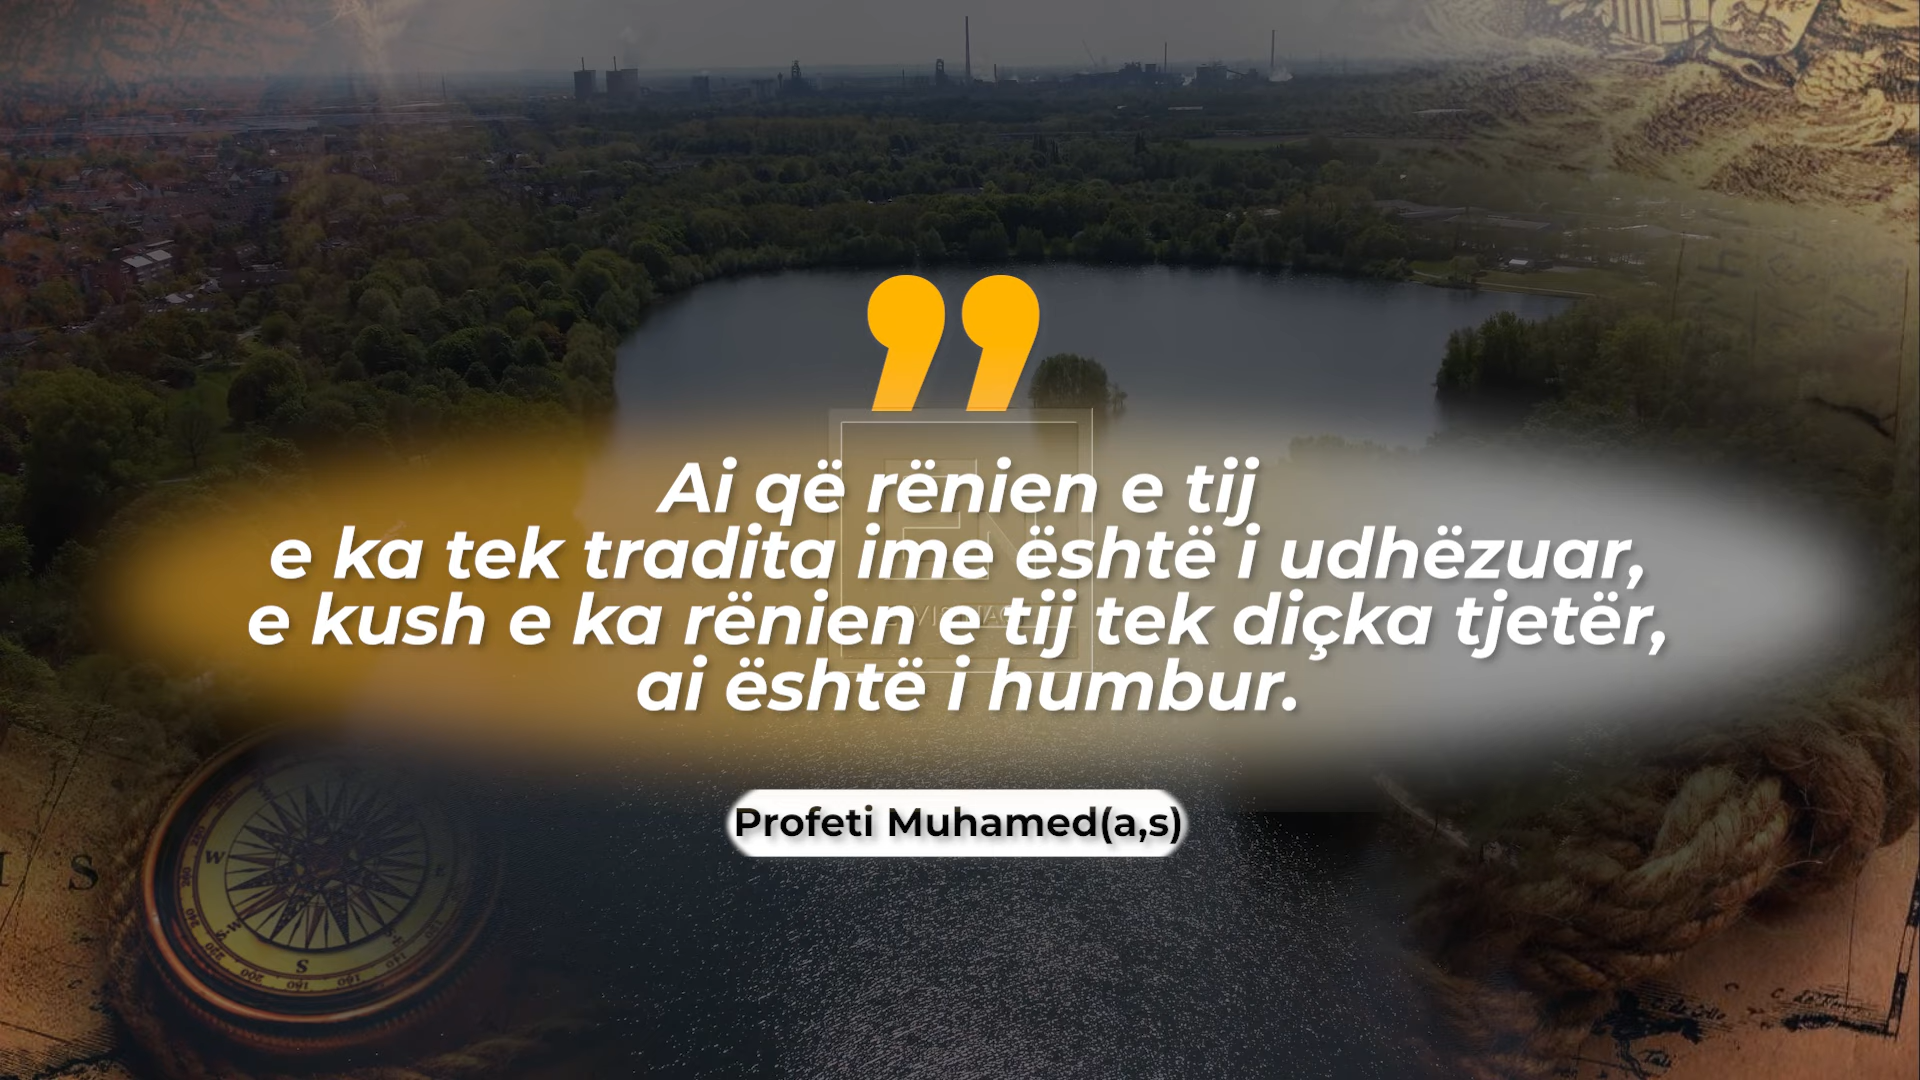 Ai që rënien e tij
e ka tek tradita ime është i udhëzuar,
e kush e ka rënien e tij tek diçka tjetër,
ai është i humbur.
Profeti Muhamed(a,s)
W
S
I S